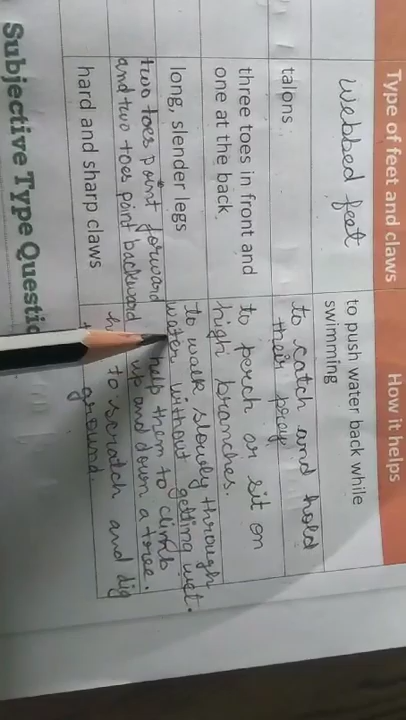 Type of feet and claws
How it helps
Webbed feet
to push water back while
swimming
talons
to catch and hold
their prey
three toes in front and
one at the back
to perch or sit on
high branches.
long, slender legs
to walk slowly through
water without getting wet.
two toes point forward
and two toes point backward
help them to climb
up and down a tree.
hard and sharp claws
to scratch and dig
ground.
Subjective Type